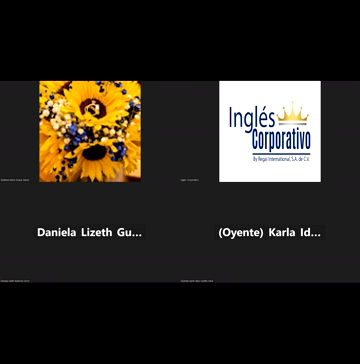 Inglés
Corporativo
By Regal International, S.A. de C.V.
Daniela Lizeth Gu...
(Oyente) Karla Id...